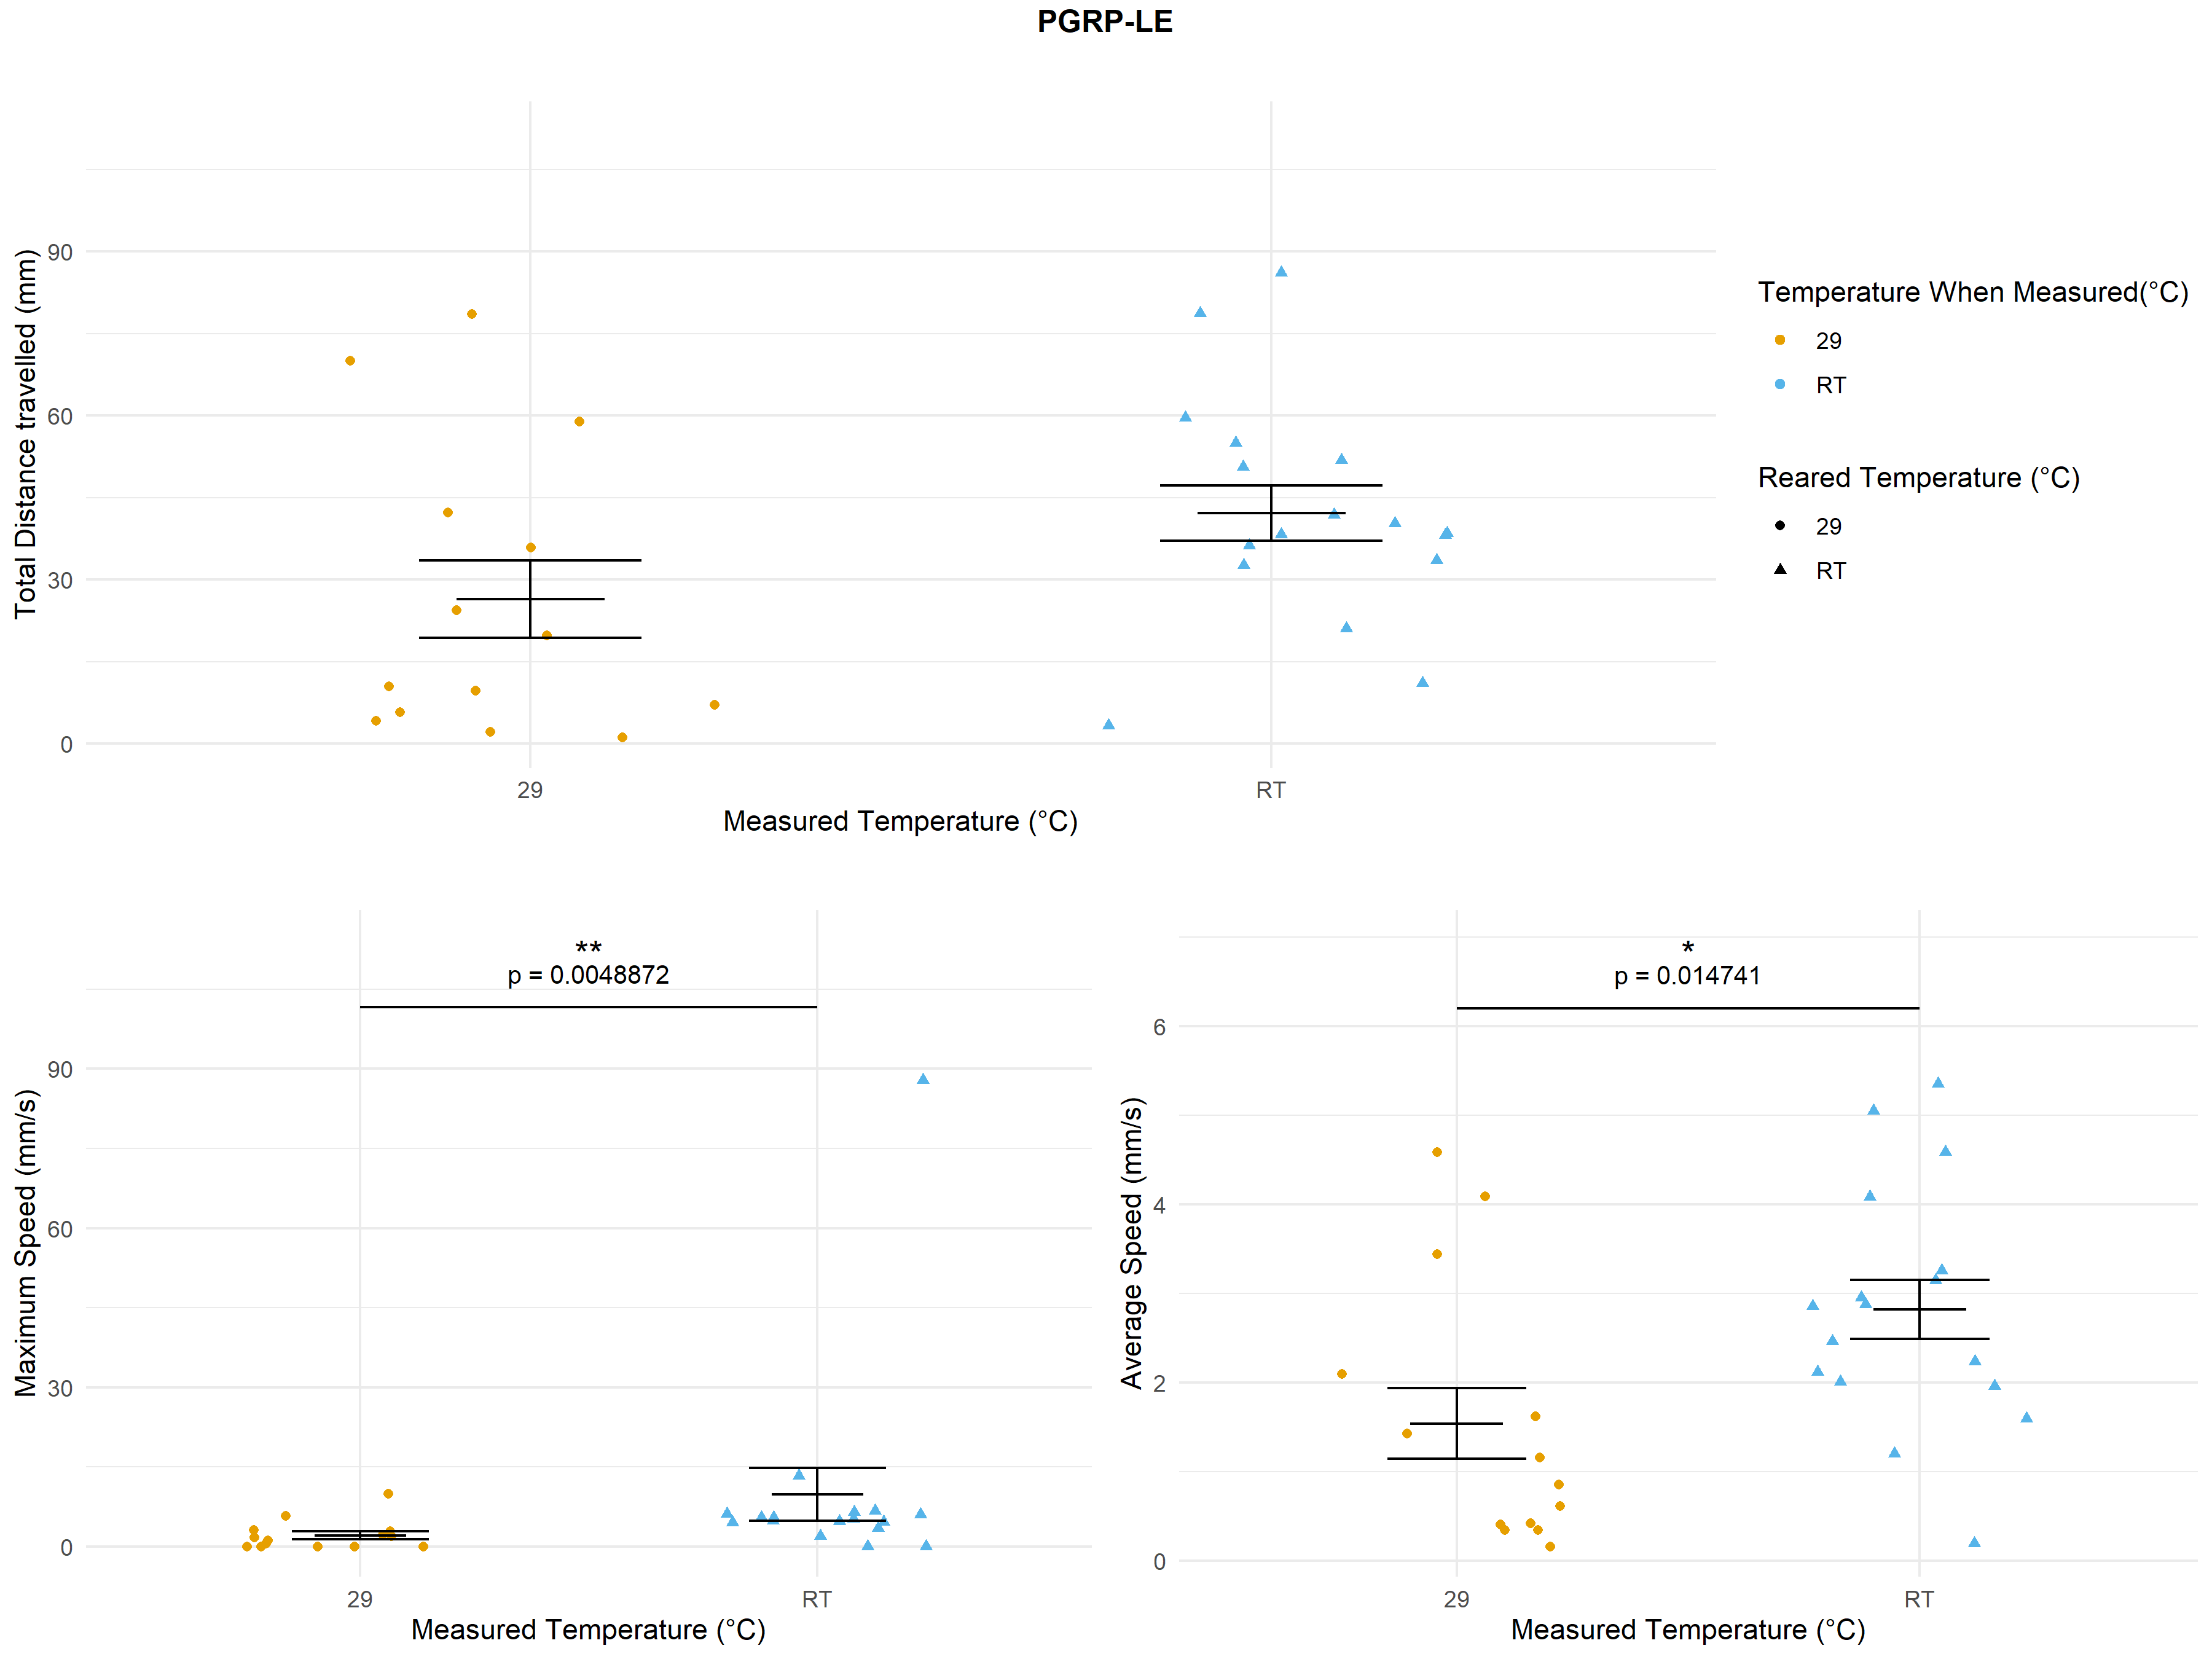 PGRP-LE
Total Distance travelled (mm)
90
60
30
0
29
RT
Measured Temperature (°C)
Temperature When Measured(°C)
29
RT
Reared Temperature (°C)
29
RT
Maximum Speed (mm/s)
90
60
30
0
**
p = 0.0048872
29
RT
Measured Temperature (°C)
Average Speed (mm/s)
6
4
2
0
*
p = 0.014741
29
RT
Measured Temperature (°C)